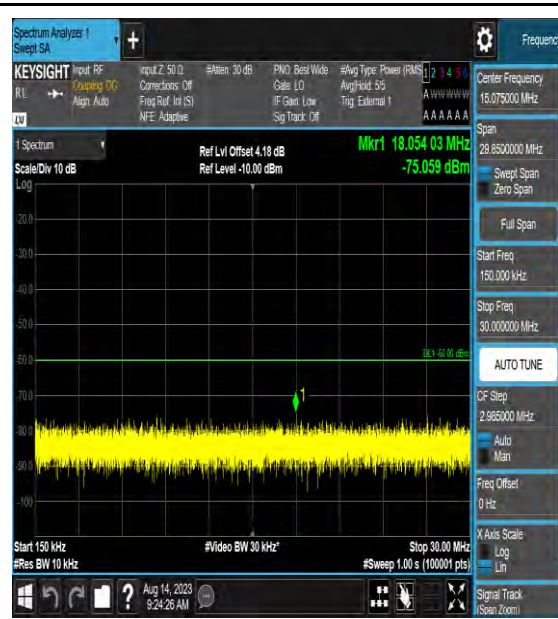 Spectrum Analyzer 1
Swept SA
+
Frequency
KEYSIGHT
RL
LW
Input: RF
Coupling: DC
Align: Auto
Input Z: 50 Ω
Corrections: Off
Freq Ref: Int (S)
NFE: Adaptive
#Atten: 30 dB
PNO: Best Wide
Gate: LO
IF Gain: Low
Sig Track: Off
#Avg Type: Power (RMS
Avg|Hold: 5/5
Trig: External 1
1 2 3 4 5 6
A W W W W W
A A A A A A
1 Spectrum
Scale/Div 10 dB
Log
Ref Lvl Offset 4.18 dB
Ref Level -10.00 dBm
Mkr1 18.054 03 MHz
-75.059 dBm
-20.0
-30.0
-40.0
-50.0
-60.0
-70.0
-80.0
-90.0
-100
DL1 -60.00 dBm
1
Start 150 kHz
#Res BW 10 kHz
#Video BW 30 kHz*
Stop 30.00 MHz
#Sweep 1.00 s (100001 pts)
Center Frequency
15.075000 MHz
Span
29.8500000 MHz
Swept Span
Zero Span
Full Span
Start Freq
150.000 kHz
Stop Freq
30.000000 MHz
AUTO TUNE
CF Step
2.985000 MHz
Auto
Man
Freq Offset
0 Hz
X Axis Scale
Log
Lin
Signal Track
(Span Zoom)
?
Aug 14, 2023
9:24:26 AM